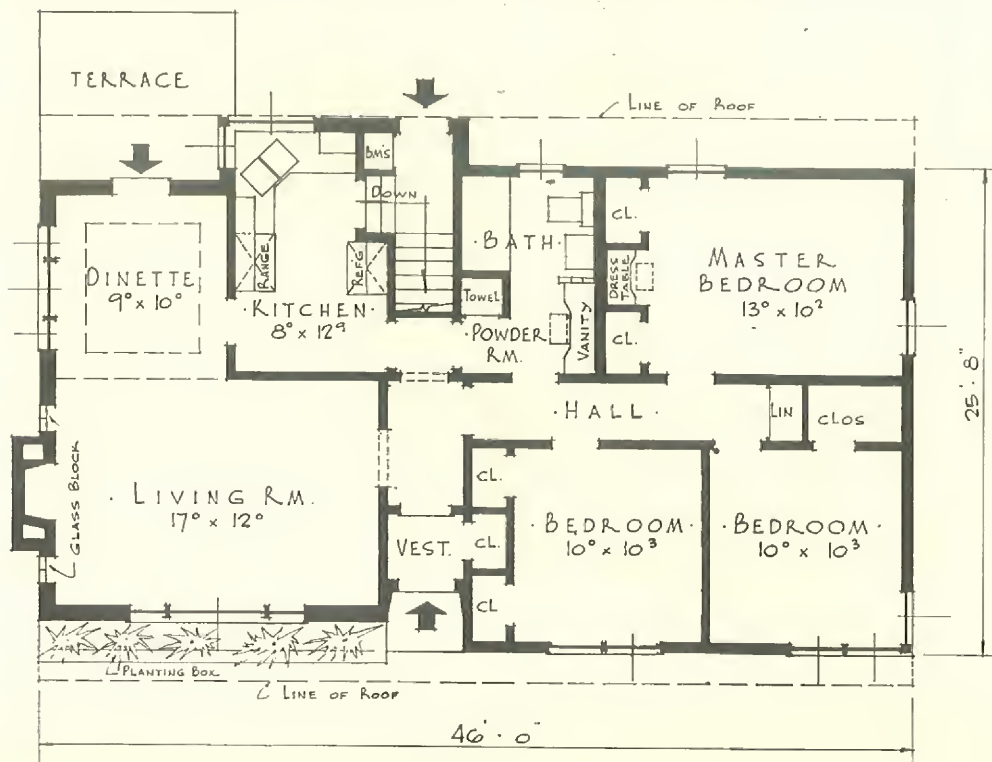 TERRACE
LINE OF ROOF
BM'S
DOWN
CL.
BATH
DINETTE
9° x 10°
RANGE
REFG
DRESS
TABLE
MASTER
BEDROOM
13° x 10²
TOWEL
KITCHEN
8° x 12⁹
POWDER
RM.
VANITY
CL.
25'·8"
HALL
LIN
CLOS
GLASS BLOCK
LIVING RM.
17° x 12°
CL.
BEDROOM
10° x 10³
BEDROOM
10° x 10³
VEST.
CL.
CL
PLANTING BOX
LINE OF ROOF
46'·0"